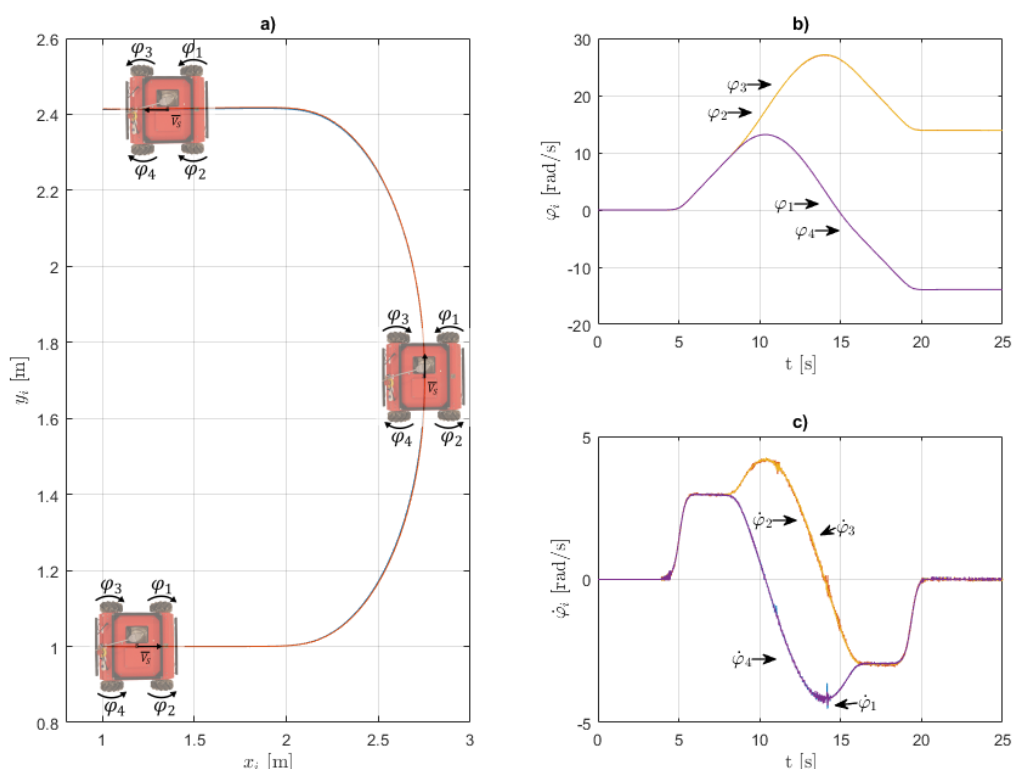 a)
2.6
2.4
2.2
2
1.8
1.6
1.4
1.2
1
0.8
y_i [m]
1
1.5
2
2.5
3
x_i [m]
φ3 φ1
V_S
φ4 φ2
φ3 φ1
V_S
φ4 φ2
φ3 φ1
V_S
φ4 φ2
b)
30
20
10
0
-10
-20
φ_i [rad/s]
φ3
φ2
φ1
φ4
0 5 10 15 20 25
t [s]
c)
5
0
-5
φ̇_i [rad/s]
φ̇2 φ̇3
φ̇4
φ̇1
0 5 10 15 20 25
t [s]